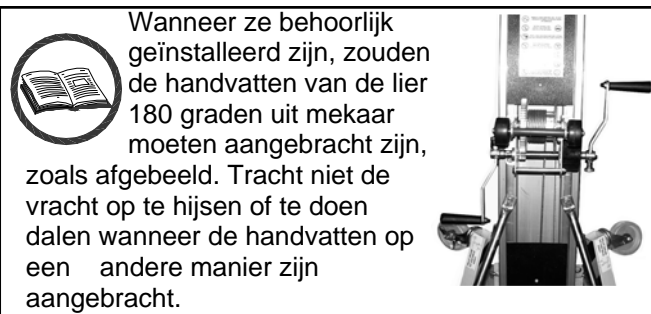 Wanneer ze behoorlijk
geïnstalleerd zijn, zouden
de handvatten van de lier
180 graden uit mekaar
moeten aangebracht zijn,
zoals afgebeeld. Tracht niet de
vracht op te hijsen of te doen
dalen wanneer de handvatten op
een andere manier zijn
aangebracht.